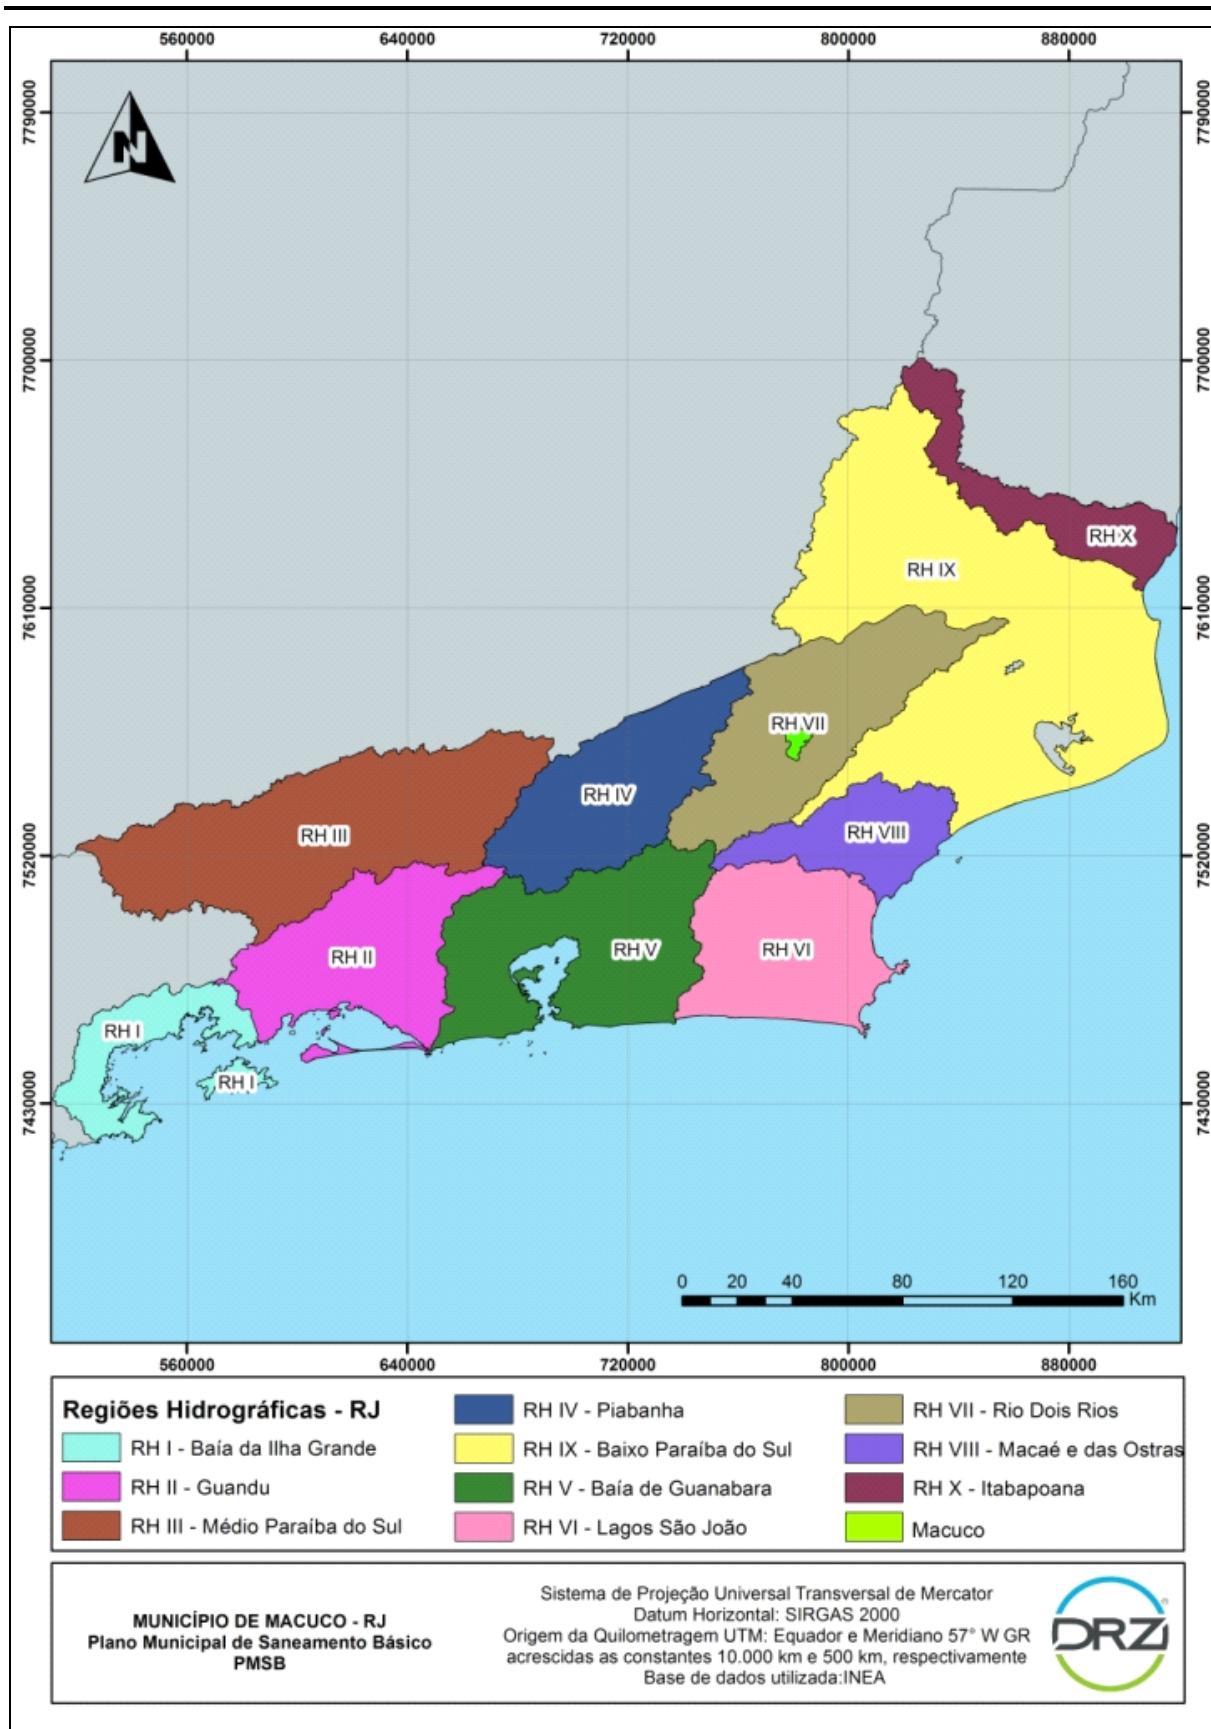 560000 640000 720000 800000 880000
7790000 7790000
N
7700000 7700000
RH X
RH IX
7610000 7610000
RH VII
RH IV
RH III
RH VIII
7520000 7520000
RH II
RH V
RH VI
RH I
RH I
7430000 7430000
0 20 40 80 120 160
Km
560000 640000 720000 800000 880000
Regiões Hidrográficas - RJ
RH I - Baía da Ilha Grande
RH II - Guandu
RH III - Médio Paraíba do Sul
RH IV - Piabanha
RH IX - Baixo Paraíba do Sul
RH V - Baía de Guanabara
RH VI - Lagos São João
RH VII - Rio Dois Rios
RH VIII - Macaé e das Ostras
RH X - Itabapoana
Macuco
MUNICÍPIO DE MACUCO - RJ
Plano Municipal de Saneamento Básico
PMSB
Sistema de Projeção Universal Transversal de Mercator
Datum Horizontal: SIRGAS 2000
Origem da Quilometragem UTM: Equador e Meridiano 57° W GR
acrescidas as constantes 10.000 km e 500 km, respectivamente
Base de dados utilizada:INEA
DRZ
®